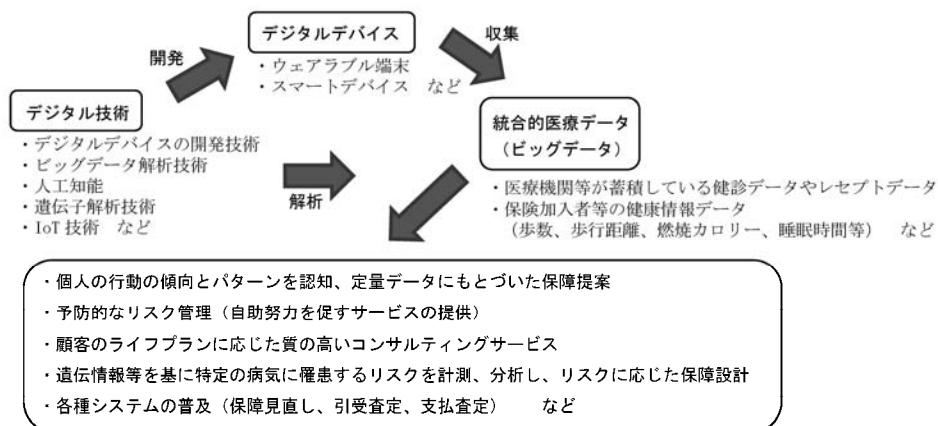 デジタルデバイス
・ウェアラブル端末
・スマートデバイス　など
開発
収集
デジタル技術
・デジタルデバイスの開発技術
・ビッグデータ解析技術
・人工知能
・遺伝子解析技術
・IoT 技術　など
解析
統合的医療データ
（ビッグデータ）
・医療機関等が蓄積している健診データやレセプトデータ
・保険加入者等の健康情報データ
（歩数、歩行距離、燃焼カロリー、睡眠時間等）　など
・個人の行動の傾向とパターンを認知、定量データにもとづいた保障提案
・予防的なリスク管理（自助努力を促すサービスの提供）
・顧客のライフプランに応じた質の高いコンサルティングサービス
・遺伝情報等を基に特定の病気に罹患するリスクを計測、分析し、リスクに応じた保障設計
・各種システムの普及（保障見直し、引受査定、支払査定）　　など